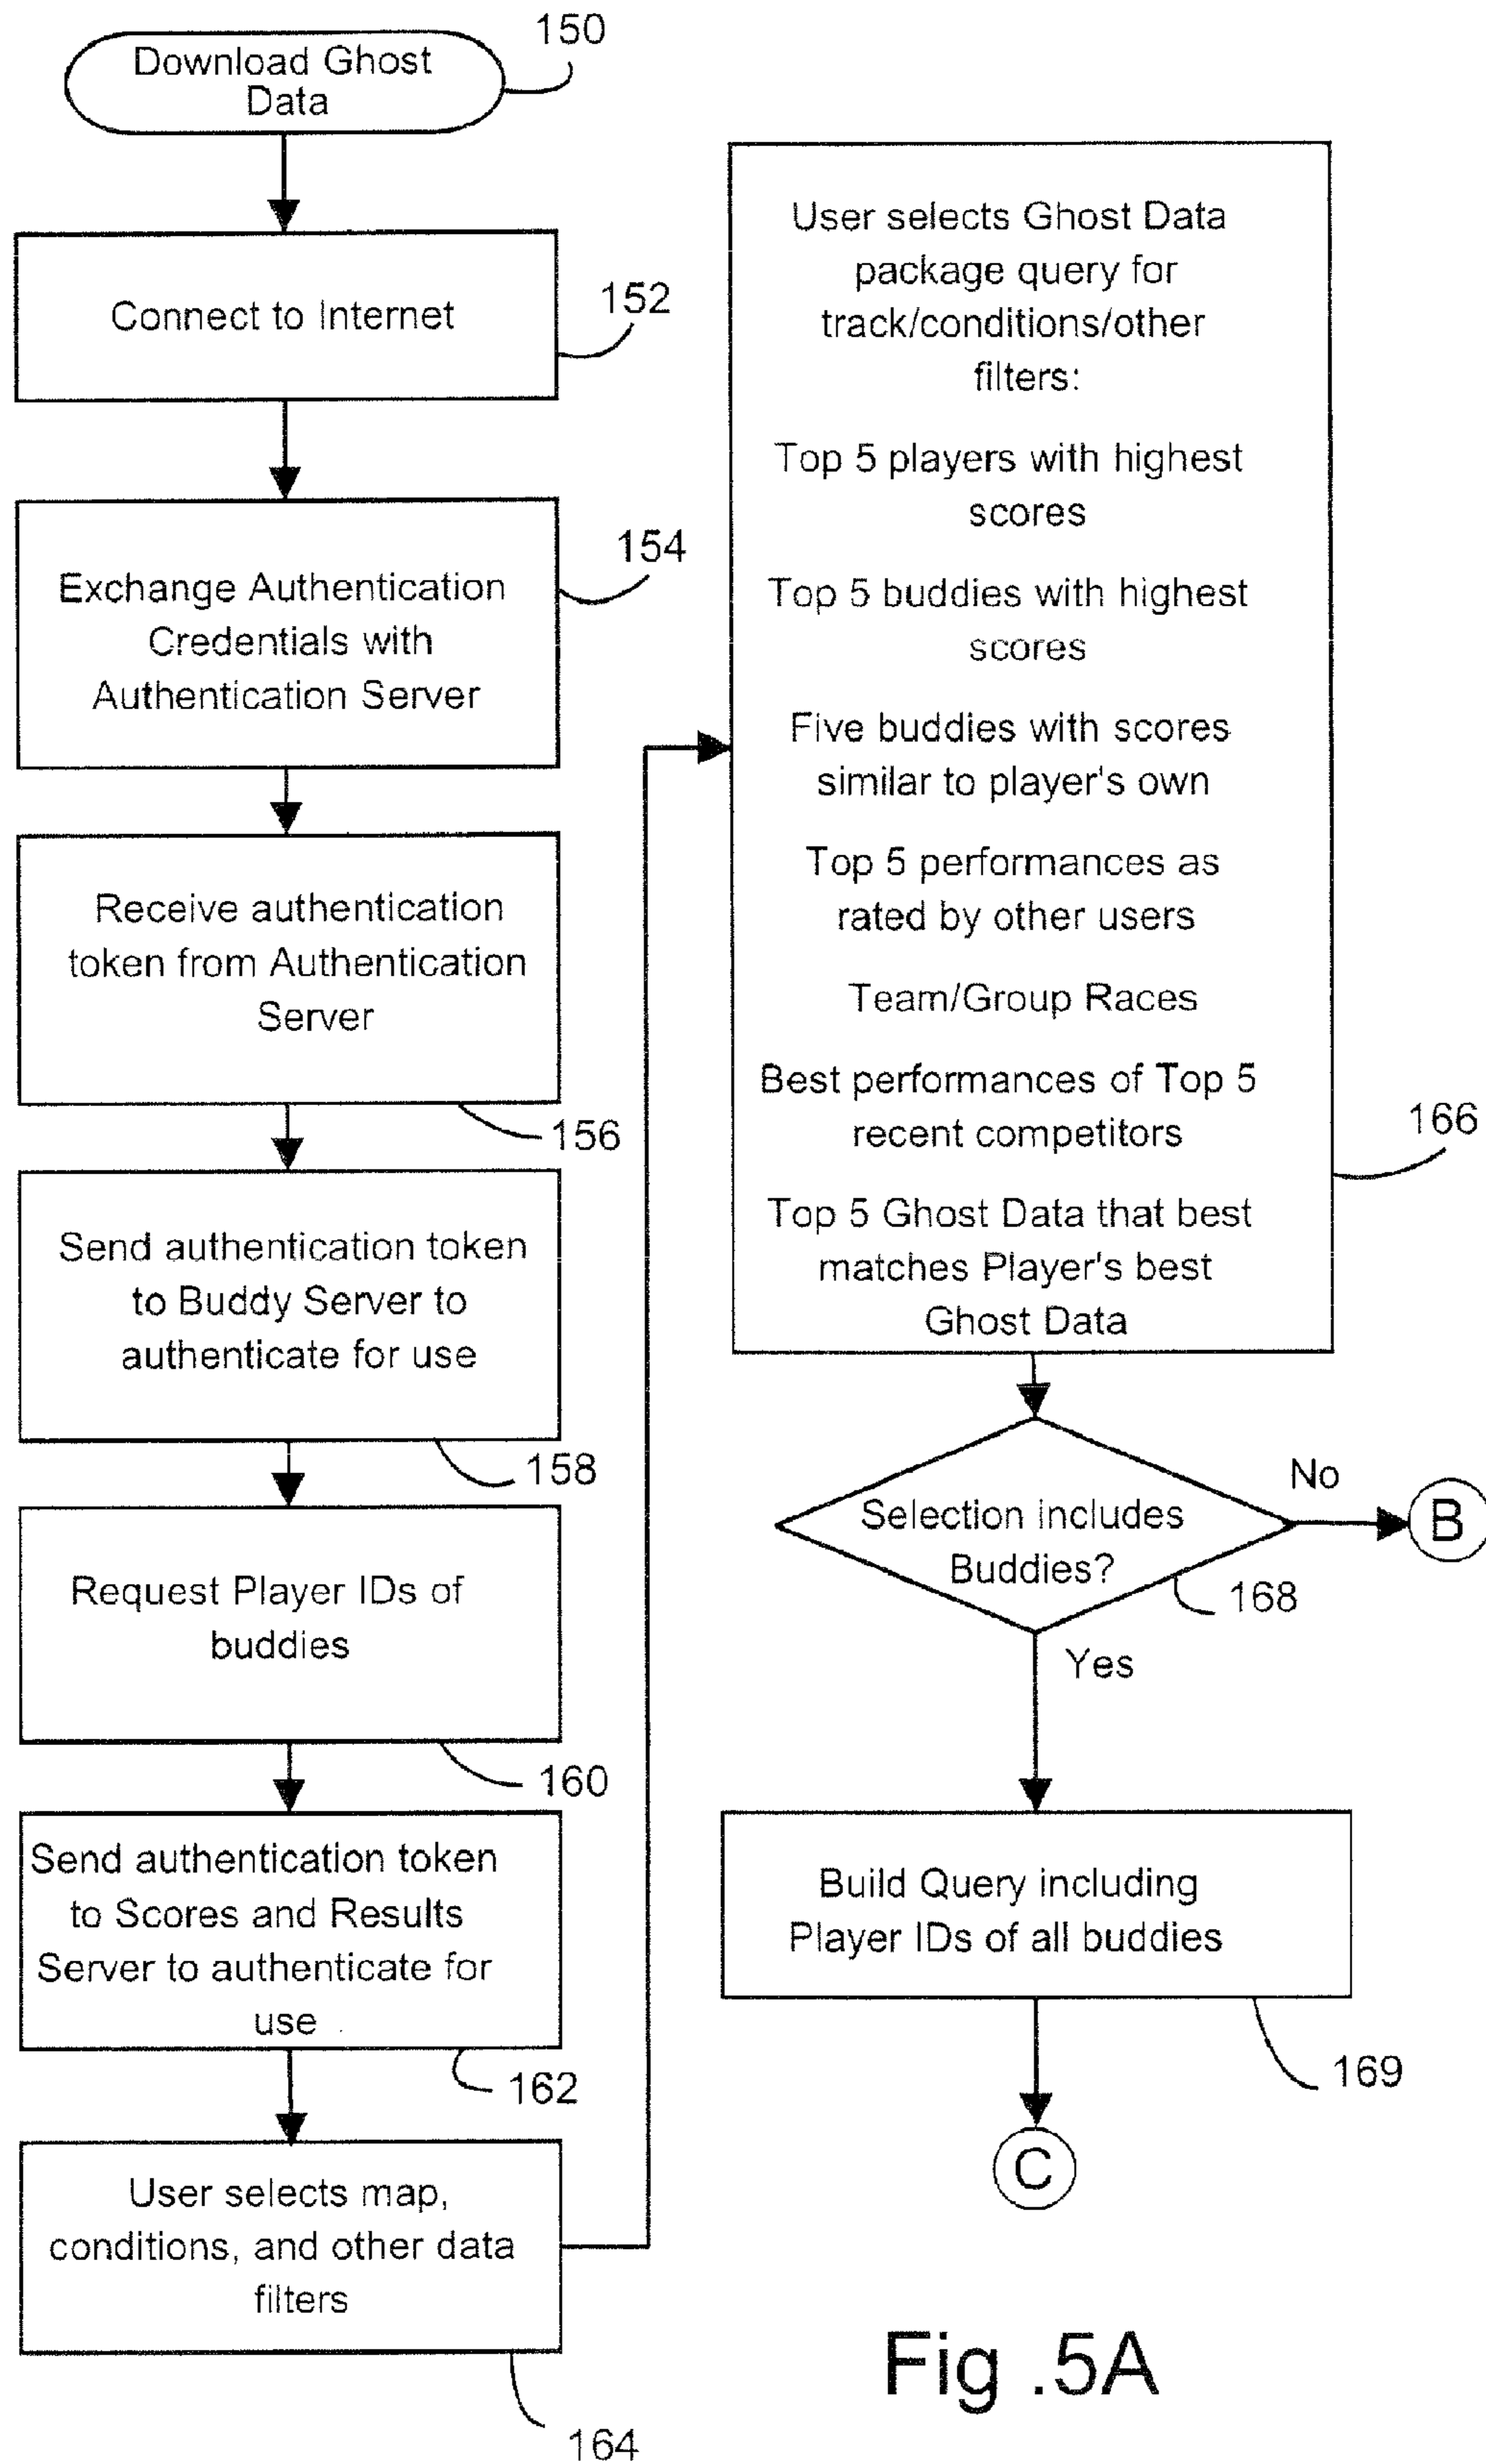 Download Ghost
Data
150
Connect to Internet
152
Exchange Authentication
Credentials with
Authentication Server
154
Receive authentication
token from Authentication
Server
156
Send authentication token
to Buddy Server to
authenticate for use
158
Request Player IDs of
buddies
160
Send authentication token
to Scores and Results
Server to authenticate for
use
162
User selects map,
conditions, and other data
filters
164
User selects Ghost Data
package query for
track/conditions/other
filters:
Top 5 players with highest
scores
Top 5 buddies with highest
scores
Five buddies with scores
similar to player's own
Top 5 performances as
rated by other users
Team/Group Races
Best performances of Top 5
recent competitors
Top 5 Ghost Data that best
matches Player's best
Ghost Data
166
Selection includes
Buddies?
168
No
B
Yes
Build Query including
Player IDs of all buddies
169
C
Fig .5A